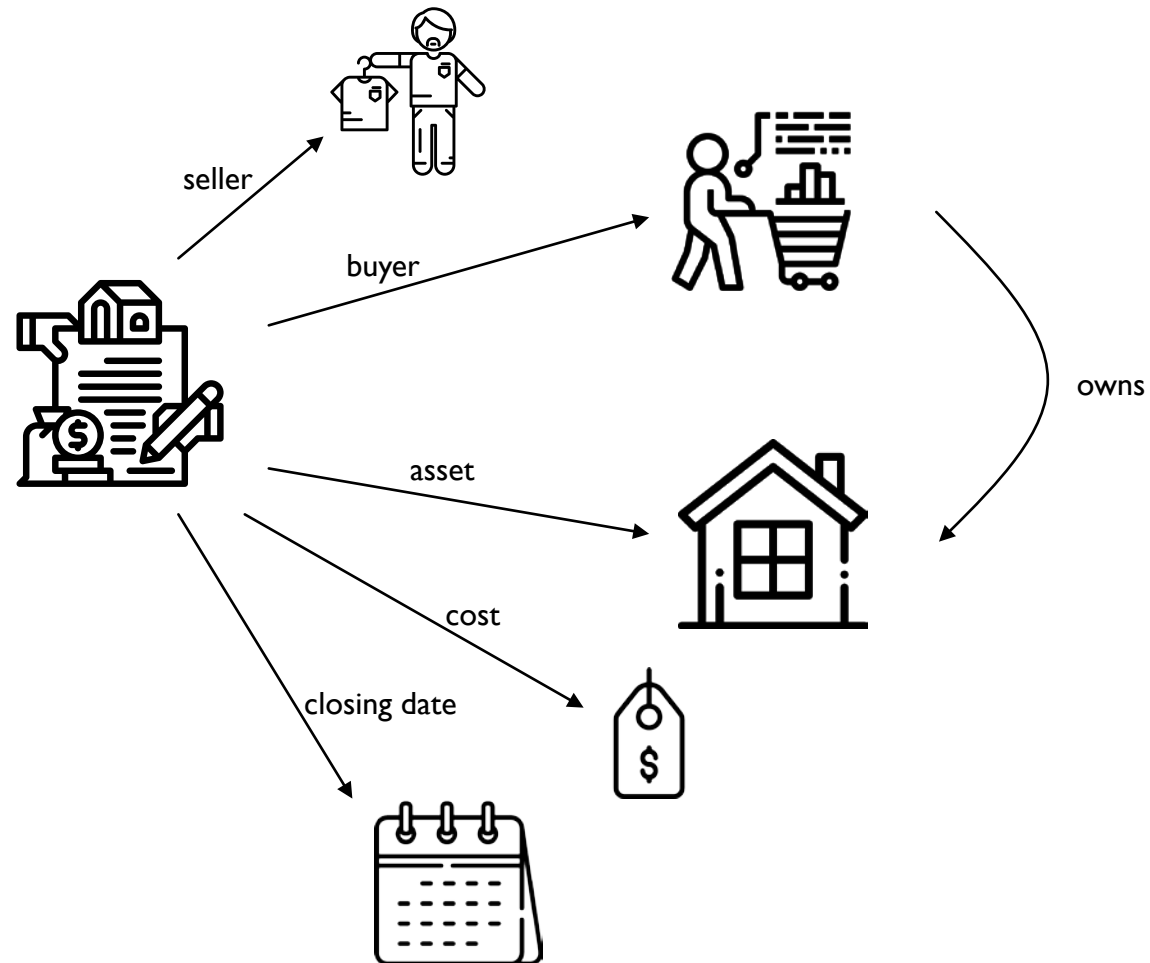 seller
buyer
owns
asset
$
cost
closing date
$